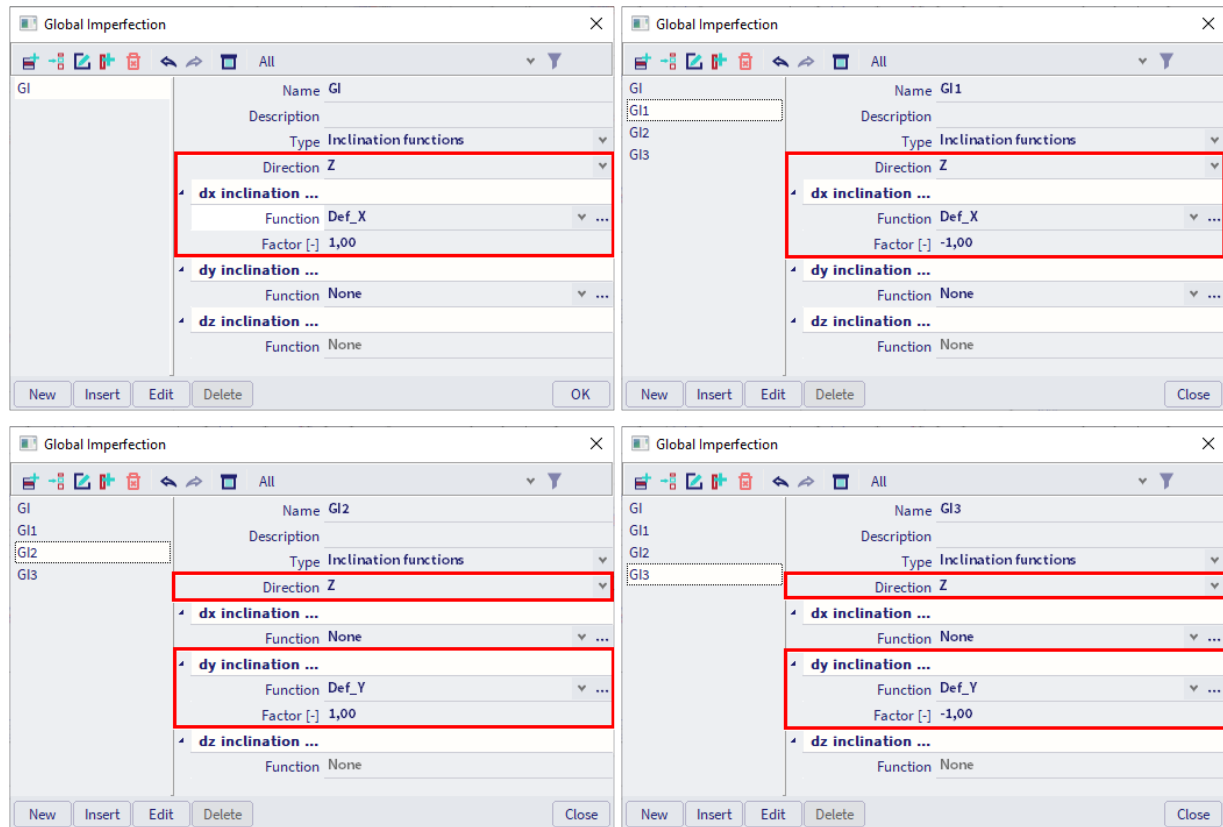 Global Imperfection
All
GI
Name GI
Description
Type Inclination functions
Direction Z
dx inclination ...
Function Def_X ...
Factor [-] 1,00
dy inclination ...
Function None ...
dz inclination ...
Function None
New Insert Edit Delete OK
Global Imperfection
All
GI
GI1
GI2
GI3
Name GI1
Description
Type Inclination functions
Direction Z
dx inclination ...
Function Def_X ...
Factor [-] -1,00
dy inclination ...
Function None ...
dz inclination ...
Function None
New Insert Edit Delete Close
Global Imperfection
All
GI
GI1
GI2
GI3
Name GI2
Description
Type Inclination functions
Direction Z
dx inclination ...
Function None ...
dy inclination ...
Function Def_Y ...
Factor [-] 1,00
dz inclination ...
Function None
New Insert Edit Delete Close
Global Imperfection
All
GI
GI1
GI2
GI3
Name GI3
Description
Type Inclination functions
Direction Z
dx inclination ...
Function None ...
dy inclination ...
Function Def_Y ...
Factor [-] -1,00
dz inclination ...
Function None
New Insert Edit Delete Close